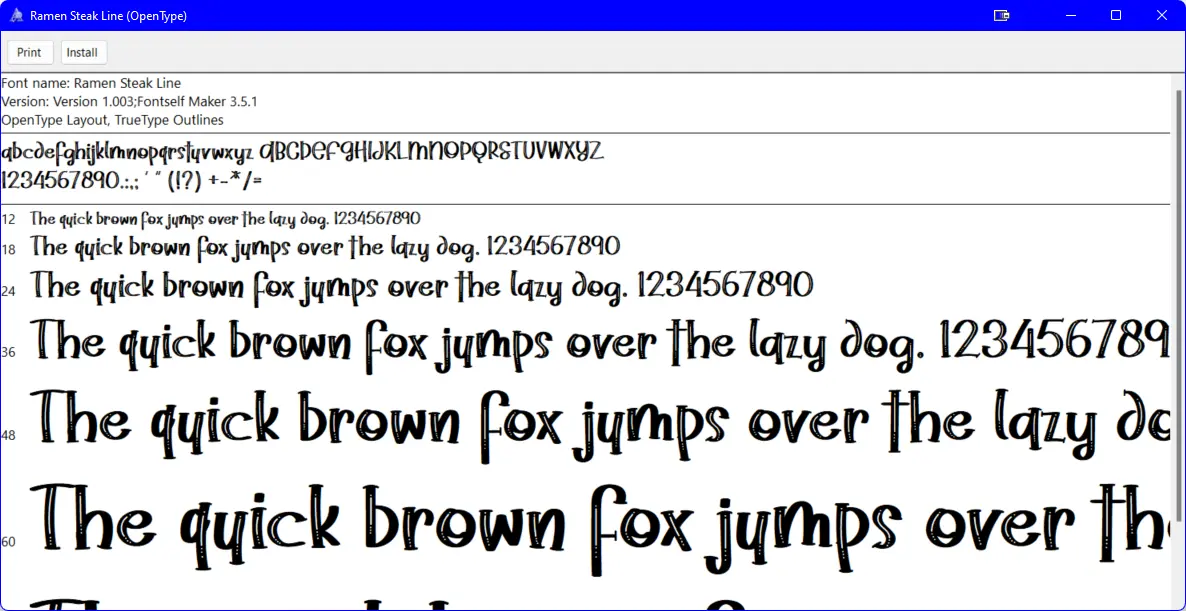 Ramen Steak Line (OpenType)
Print Install
Font name: Ramen Steak Line
Version: Version 1.003;Fontself Maker 3.5.1
OpenType Layout, TrueType Outlines
abcdefghijklmnopqrstuvwxyz ABCDEFGHIJKLMNOPQRSTUVWXYZ
1234567890.:,; ' " (!?) +-*/=
12 The quick brown fox jumps over the lazy dog. 1234567890
18 The quick brown fox jumps over the lazy dog. 1234567890
24 The quick brown fox jumps over the lazy dog. 1234567890
36 The quick brown fox jumps over the lazy dog. 123456789
48 The quick brown fox jumps over the lazy do
60 The quick brown fox jumps over th